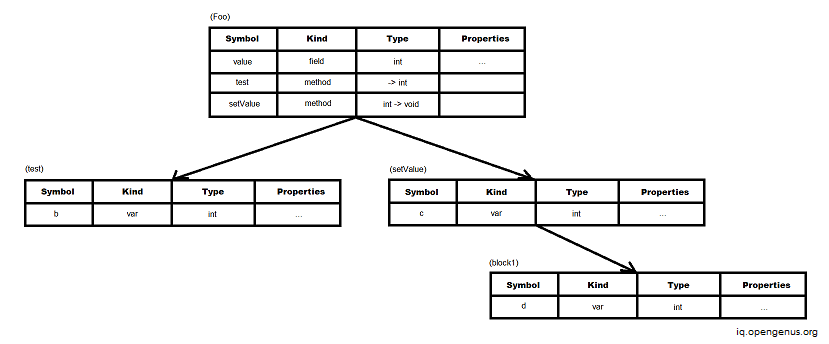 (Foo)
Symbol Kind Type Properties
value field int ...
test method -> int
setValue method int -> void
(test)
Symbol Kind Type Properties
b var int ...
(setValue)
Symbol Kind Type Properties
c var int ...
(block1)
Symbol Kind Type Properties
d var int ...
iq.opengenus.org